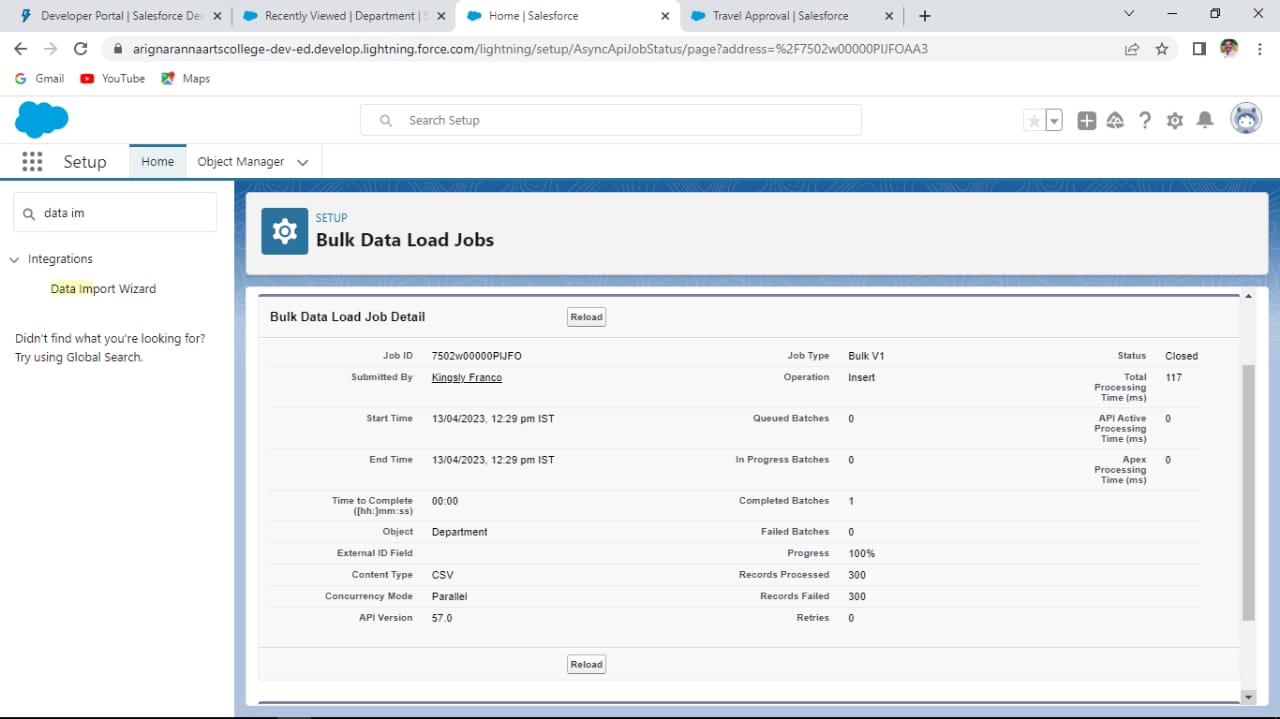 Developer Portal | Salesforce Dev
Recently Viewed | Department | S
Home | Salesforce
Travel Approval | Salesforce
arignarannaartscollege-dev-ed.develop.lightning.force.com/lightning/setup/AsyncApiJobStatus/page?address=%2F7502w00000PIJFOAA3
Gmail YouTube Maps
Search Setup
Setup Home Object Manager
data im
Integrations
Data Import Wizard
Didn't find what you're looking for?
Try using Global Search.
SETUP
Bulk Data Load Jobs
Bulk Data Load Job Detail Reload
Job ID 7502w00000PIJFO Job Type Bulk V1 Status Closed
Submitted By Kingsly Franco Operation Insert Total Processing Time (ms) 117
Start Time 13/04/2023, 12:29 pm IST Queued Batches 0 API Active Processing Time (ms) 0
End Time 13/04/2023, 12:29 pm IST In Progress Batches 0 Apex Processing Time (ms) 0
Time to Complete ([hh:]mm:ss) 00:00 Completed Batches 1
Object Department Failed Batches 0
External ID Field Progress 100%
Content Type CSV Records Processed 300
Concurrency Mode Parallel Records Failed 300
API Version 57.0 Retries 0
Reload